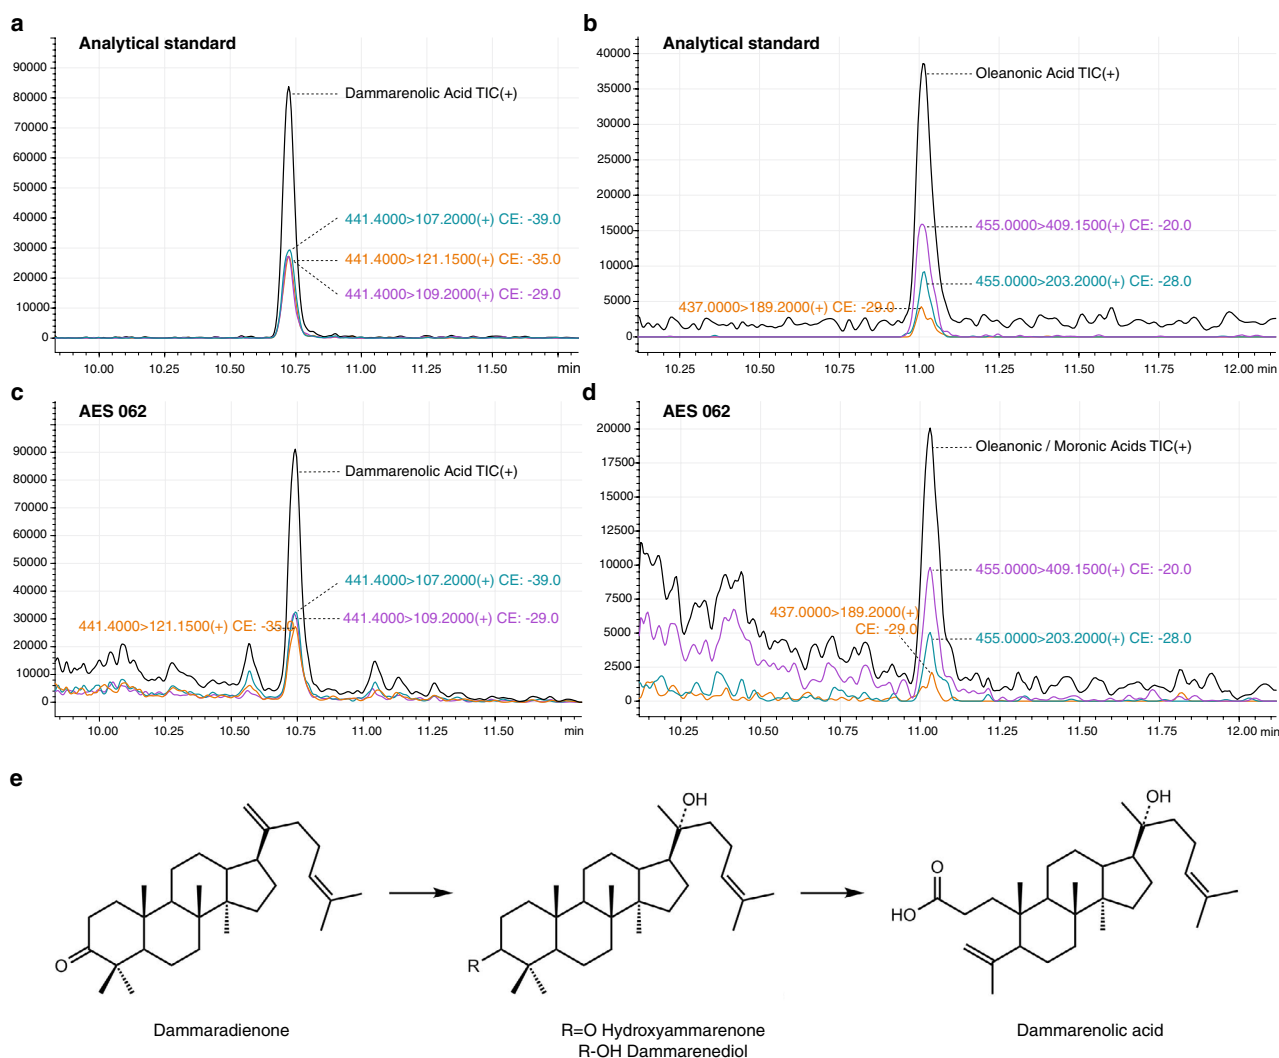 a
Analytical standard
90000
80000
70000
60000
50000
40000
30000
20000
10000
0
Dammarenolic Acid TIC(+)
441.4000>107.2000(+) CE: -39.0
441.4000>121.1500(+) CE: -35.0
441.4000>109.2000(+) CE: -29.0
10.00 10.25 10.50 10.75 11.00 11.25 11.50 min
b
Analytical standard
40000
35000
30000
25000
20000
15000
10000
5000
0
Oleanonic Acid TIC(+)
455.0000>409.1500(+) CE: -20.0
455.0000>203.2000(+) CE: -28.0
437.0000>189.2000(+) CE: -29.0
10.25 10.50 10.75 11.00 11.25 11.50 11.75 12.00 min
c
AES 062
90000
80000
70000
60000
50000
40000
30000
20000
10000
0
Dammarenolic Acid TIC(+)
441.4000>107.2000(+) CE: -39.0
441.4000>109.2000(+) CE: -29.0
441.4000>121.1500(+) CE: -35.0
10.00 10.25 10.50 10.75 11.00 11.25 11.50 min
d
AES 062
20000
17500
15000
12500
10000
7500
5000
2500
0
Oleanonic / Moronic Acids TIC(+)
455.0000>409.1500(+) CE: -20.0
437.0000>189.2000(+)
CE: -29.0
455.0000>203.2000(+) CE: -28.0
10.25 10.50 10.75 11.00 11.25 11.50 11.75 12.00 min
e
O
Dammaradienone
OH
R
R=O Hydroxyammarenone
R-OH Dammarenediol
OH
O
HO
Dammarenolic acid